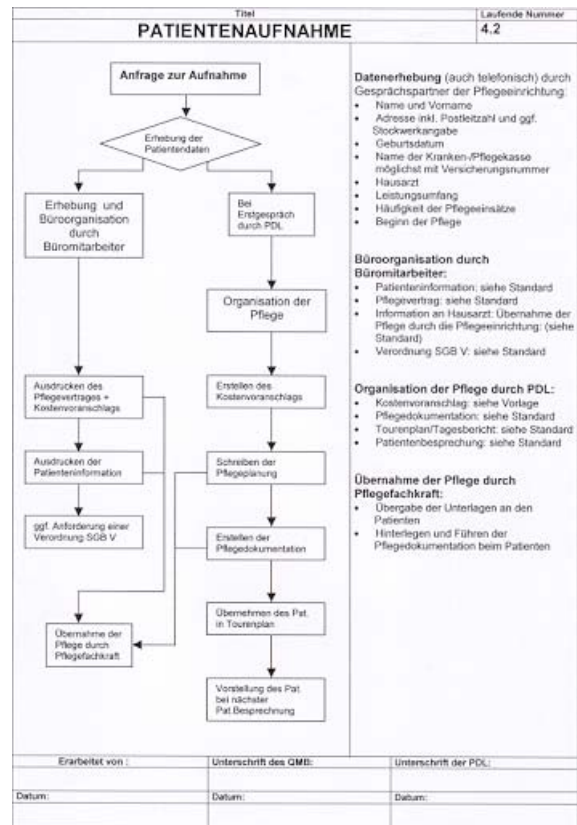 Titel
Laufende Nummer
PATIENTENAUFNAHME
4.2
Anfrage zur Aufnahme
Erhebung der
Patientendaten
Erhebung und
Büroorganisation
durch
Büromitarbeiter
Bei
Erstgespräch
durch PDL
Organisation der
Pflege
Ausdrucken des
Pflegevertrages +
Kostenvoranschlags
Erstellen des
Kostenvoranschlags
Ausdrucken der
Patienteninformation
Schreiben der
Pflegeplanung
ggf. Anforderung einer
Verordnung SGB V
Erstellen der
Pflegedokumentation
Übernahme der
Pflege durch
Pflegefachkraft
Übernehmen des Pat.
in Tourenplan
Vorstellung des Pat.
bei nächster
Pat.Besprechnung
Datenerhebung (auch telefonisch) durch
Gesprächspartner der Pflegeeinrichtung:
• Name und Vorname
• Adresse inkl. Postleitzahl und ggf.
Stockwerkangabe
• Geburtsdatum
• Name der Kranken-/Pflegekasse
möglichst mit Versicherungsnummer
• Hausarzt
• Leistungsumfang
• Häufigkeit der Pflegeeinsätze
• Beginn der Pflege
Büroorganisation durch
Büromitarbeiter:
• Patienteninformation: siehe Standard
• Pflegevertrag: siehe Standard
• Information an Hausarzt: Übernahme der
Pflege durch die Pflegeeinrichtung: (siehe
Standard)
• Verordnung SGB V: siehe Standard
Organisation der Pflege durch PDL:
• Kostenvoranschlag: siehe Vorlage
• Pflegedokumentation: siehe Standard
• Tourenplan/Tagesbericht: siehe Standard
• Patientenbesprechung: siehe Standard
Übernahme der Pflege durch
Pflegefachkraft:
• Übergabe der Unterlagen an den
Patienten
• Hinterlegen und Führen der
Pflegedokumentation beim Patienten
Erarbeitet von :
Unterschrift des QMB:
Unterschrift der PDL:
Datum:
Datum:
Datum: